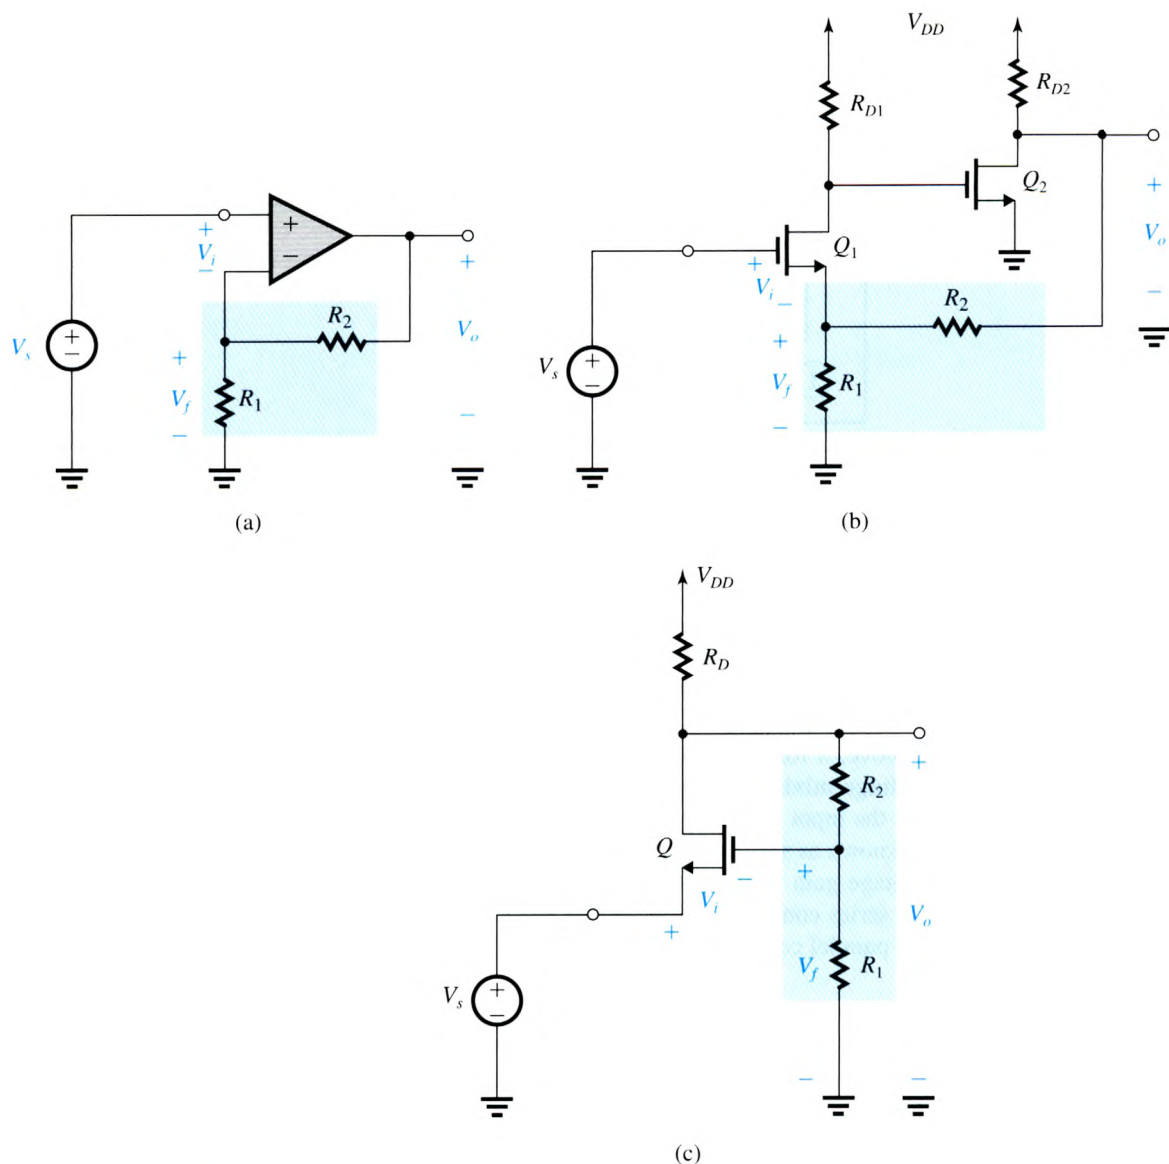 V_DD
R_D1
R_D2
Q_2
+
V_i
−
+
−
+
V_o
−
Q_1
+
V_i
−
R_2
R_2
V_s
+
−
+
V_f
−
R_1
+
V_o
−
V_s
+
−
+
V_f
−
R_1
(a)
(b)
V_DD
R_D
+
R_2
Q
−
+
V_i
+
V_o
V_s
+
−
V_f
R_1
−
−
(c)